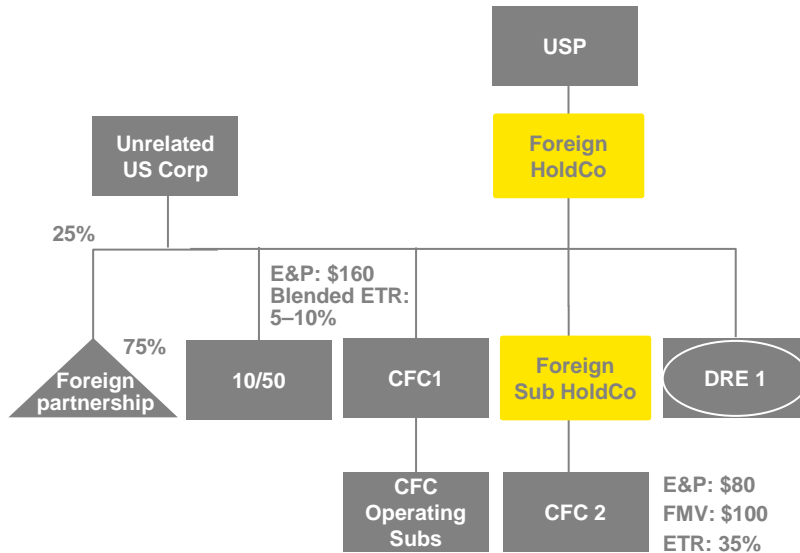 USP
Unrelated
US Corp
Foreign
HoldCo
25%
E&P: $160
Blended ETR:
5–10%
75%
Foreign
partnership
10/50
CFC1
Foreign
Sub HoldCo
DRE 1
CFC
Operating
Subs
CFC 2
E&P: $80
FMV: $100
ETR: 35%